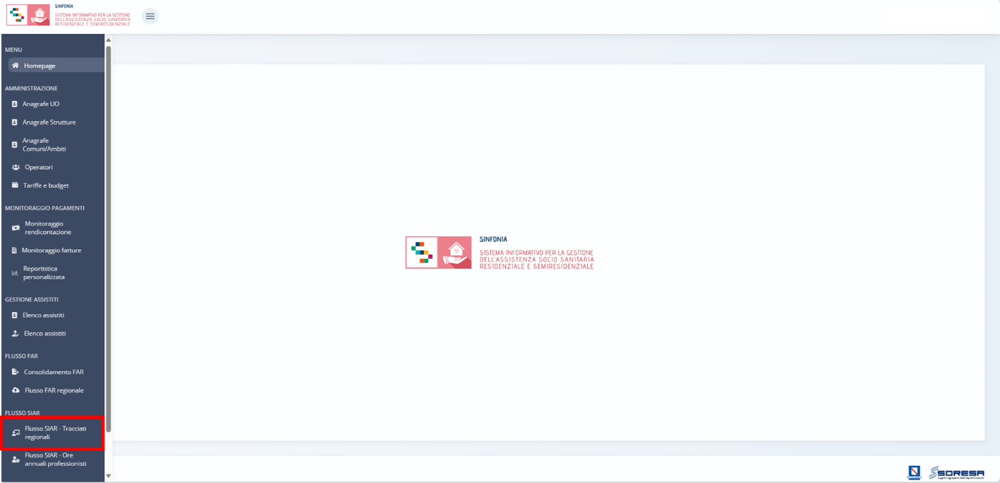 SINFONIA
SISTEMA INFORMATIVO PER LA GESTIONE
DELL'ASSISTENZA SOCIO SANITARIA
RESIDENZIALE E SEMIRESIDENZIALE
MENU
Homepage
AMMINISTRAZIONE
Anagrafe UO
Anagrafe Strutture
Anagrafe
Comuni/Ambiti
Operatori
Tariffe e budget
MONITORAGGIO PAGAMENTI
Monitoraggio
rendicontazione
Monitoraggio fatture
Reportistica
personalizzata
GESTIONE ASSISTITI
Elenco assistiti
Elenco assistiti
FLUSSO FAR
Consolidamento FAR
Flusso FAR regionale
FLUSSO SIAR
Flusso SIAR - Tracciati
regionali
Flusso SIAR - Ore
annuali professionisti
SINFONIA
SISTEMA INFORMATIVO PER LA GESTIONE
DELL'ASSISTENZA SOCIO SANITARIA
RESIDENZIALE E SEMIRESIDENZIALE
SORESA